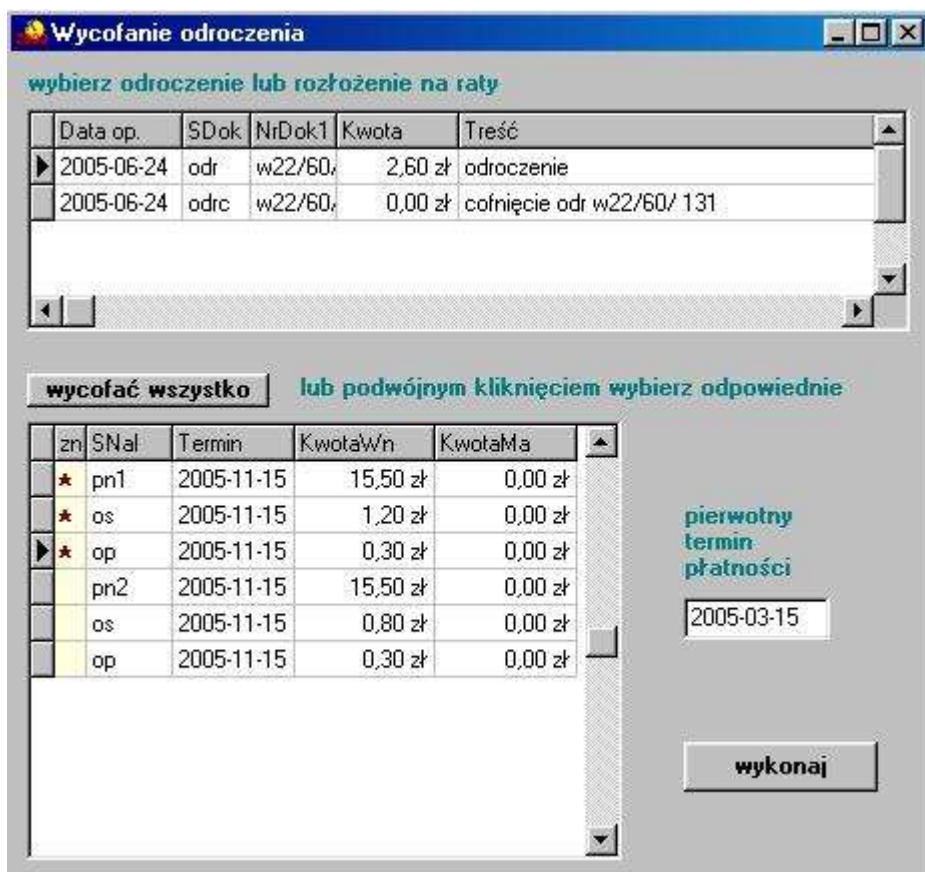 Wycofanie odroczenia
wybierz odroczenie lub rozłożenie na raty
Data op. SDok NrDok1 Kwota Treść
2005-06-24 odr w22/60/ 2,60 zł odroczenie
2005-06-24 odrc w22/60/ 0,00 zł cofnięcie odr w22/60/ 131
wycofać wszystko lub podwójnym kliknięciem wybierz odpowiednie
zn SNal Termin KwotaWn KwotaMa
* pn1 2005-11-15 15,50 zł 0,00 zł
* os 2005-11-15 1,20 zł 0,00 zł
* op 2005-11-15 0,30 zł 0,00 zł
pn2 2005-11-15 15,50 zł 0,00 zł
os 2005-11-15 0,80 zł 0,00 zł
op 2005-11-15 0,30 zł 0,00 zł
pierwotny
termin
płatności
2005-03-15
wykonaj